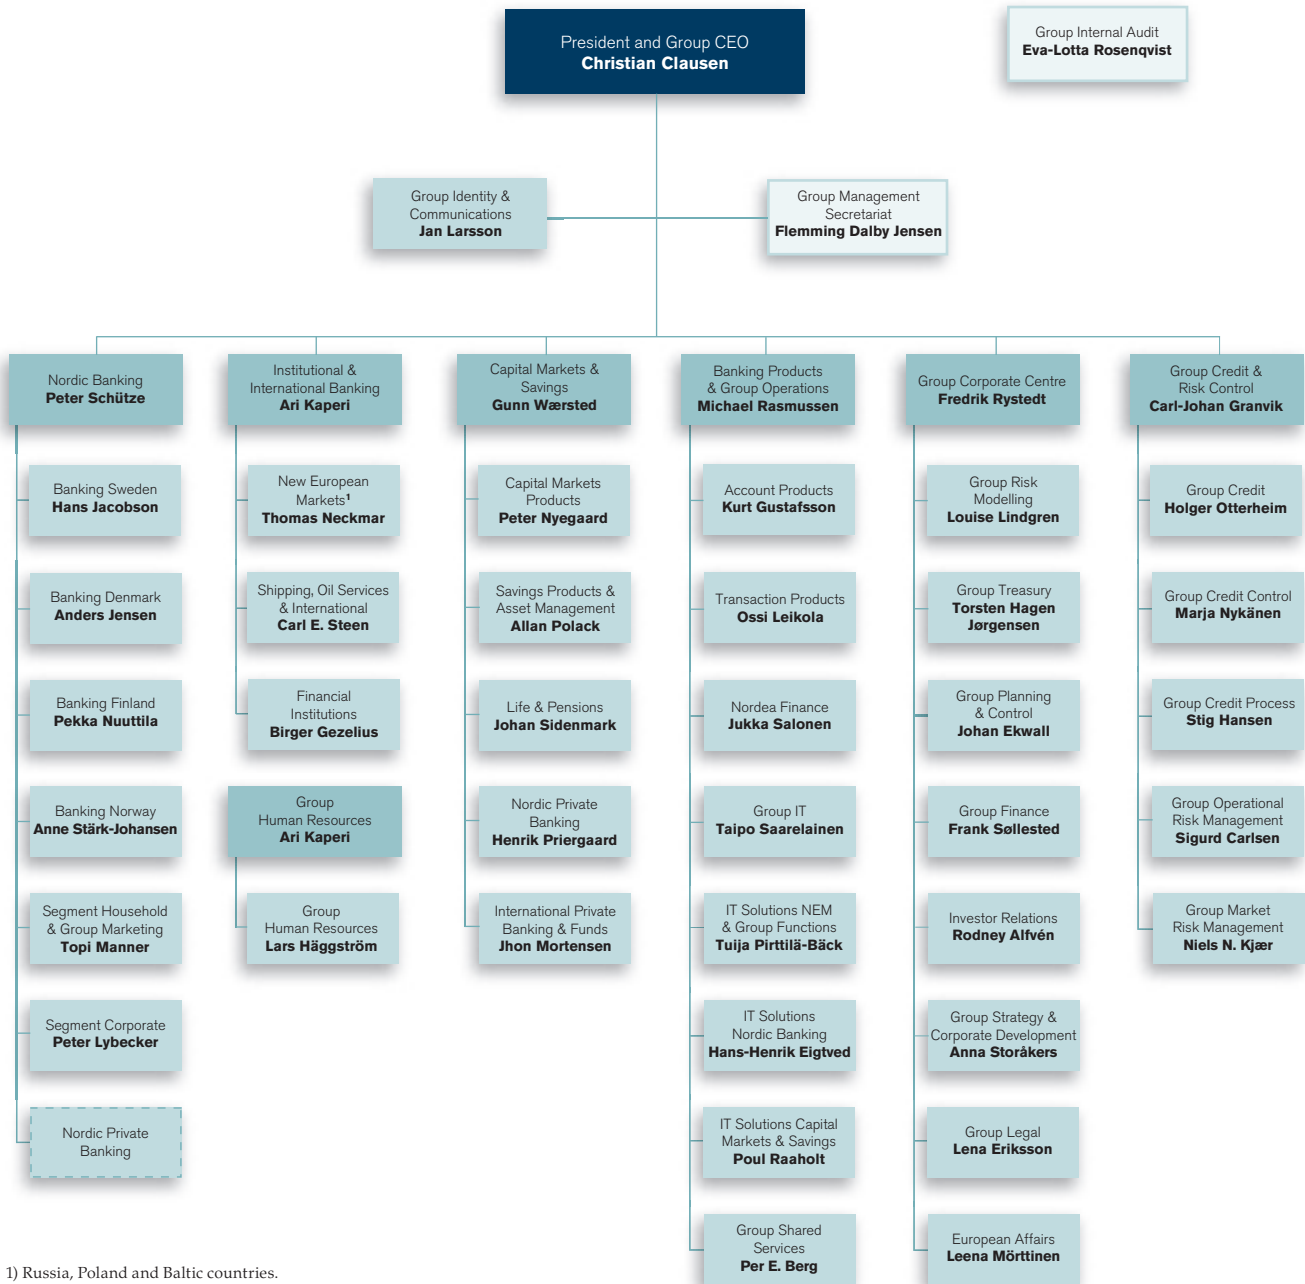 President and Group CEO
Christian Clausen
Group Internal Audit
Eva-Lotta Rosenqvist
Group Identity &
Communications
Jan Larsson
Group Management
Secretariat
Flemming Dalby Jensen
Nordic Banking
Peter Schütze
Banking Sweden
Hans Jacobson
Banking Denmark
Anders Jensen
Banking Finland
Pekka Nuuttila
Banking Norway
Anne Stärk-Johansen
Segment Household
& Group Marketing
Topi Manner
Segment Corporate
Peter Lybecker
Nordic Private
Banking
Institutional &
International Banking
Ari Kaperi
New European
Markets¹
Thomas Neckmar
Shipping, Oil Services
& International
Carl E. Steen
Financial
Institutions
Birger Gezelius
Group
Human Resources
Ari Kaperi
Group
Human Resources
Lars Häggström
Capital Markets &
Savings
Gunn Wærsted
Capital Markets
Products
Peter Nyegaard
Savings Products &
Asset Management
Allan Polack
Life & Pensions
Johan Sidenmark
Nordic Private
Banking
Henrik Priergaard
International Private
Banking & Funds
Jhon Mortensen
Banking Products
& Group Operations
Michael Rasmussen
Account Products
Kurt Gustafsson
Transaction Products
Ossi Leikola
Nordea Finance
Jukka Salonen
Group IT
Taipo Saarelainen
IT Solutions NEM
& Group Functions
Tuija Pirttilä-Bäck
IT Solutions
Nordic Banking
Hans-Henrik Eigtved
IT Solutions Capital
Markets & Savings
Poul Raaholt
Group Shared
Services
Per E. Berg
Group Corporate Centre
Fredrik Rystedt
Group Risk
Modelling
Louise Lindgren
Group Treasury
Torsten Hagen
Jørgensen
Group Planning
& Control
Johan Ekwall
Group Finance
Frank Søllested
Investor Relations
Rodney Alfvén
Group Strategy &
Corporate Development
Anna Storåkers
Group Legal
Lena Eriksson
European Affairs
Leena Mörttinen
Group Credit &
Risk Control
Carl-Johan Granvik
Group Credit
Holger Otterheim
Group Credit Control
Marja Nykänen
Group Credit Process
Stig Hansen
Group Operational
Risk Management
Sigurd Carlsen
Group Market
Risk Management
Niels N. Kjær
1) Russia, Poland and Baltic countries.